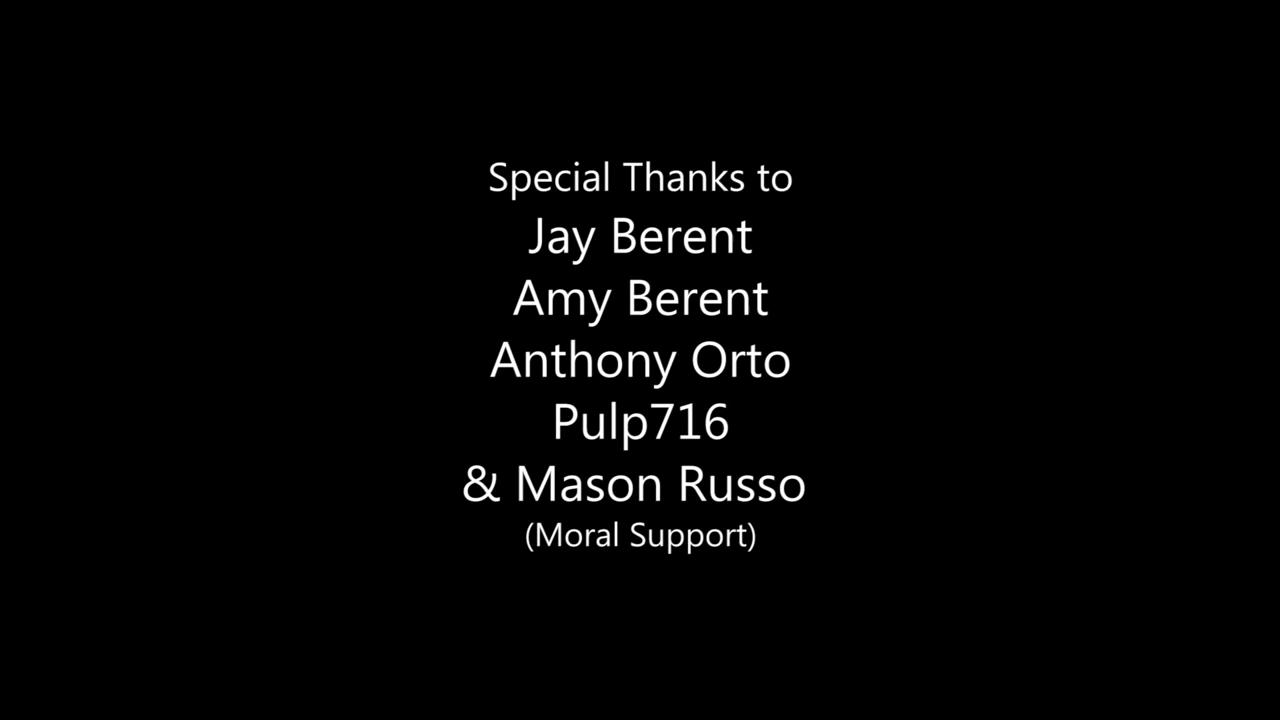 Special Thanks to
Jay Berent
Amy Berent
Anthony Orto
Pulp716
& Mason Russo
(Moral Support)